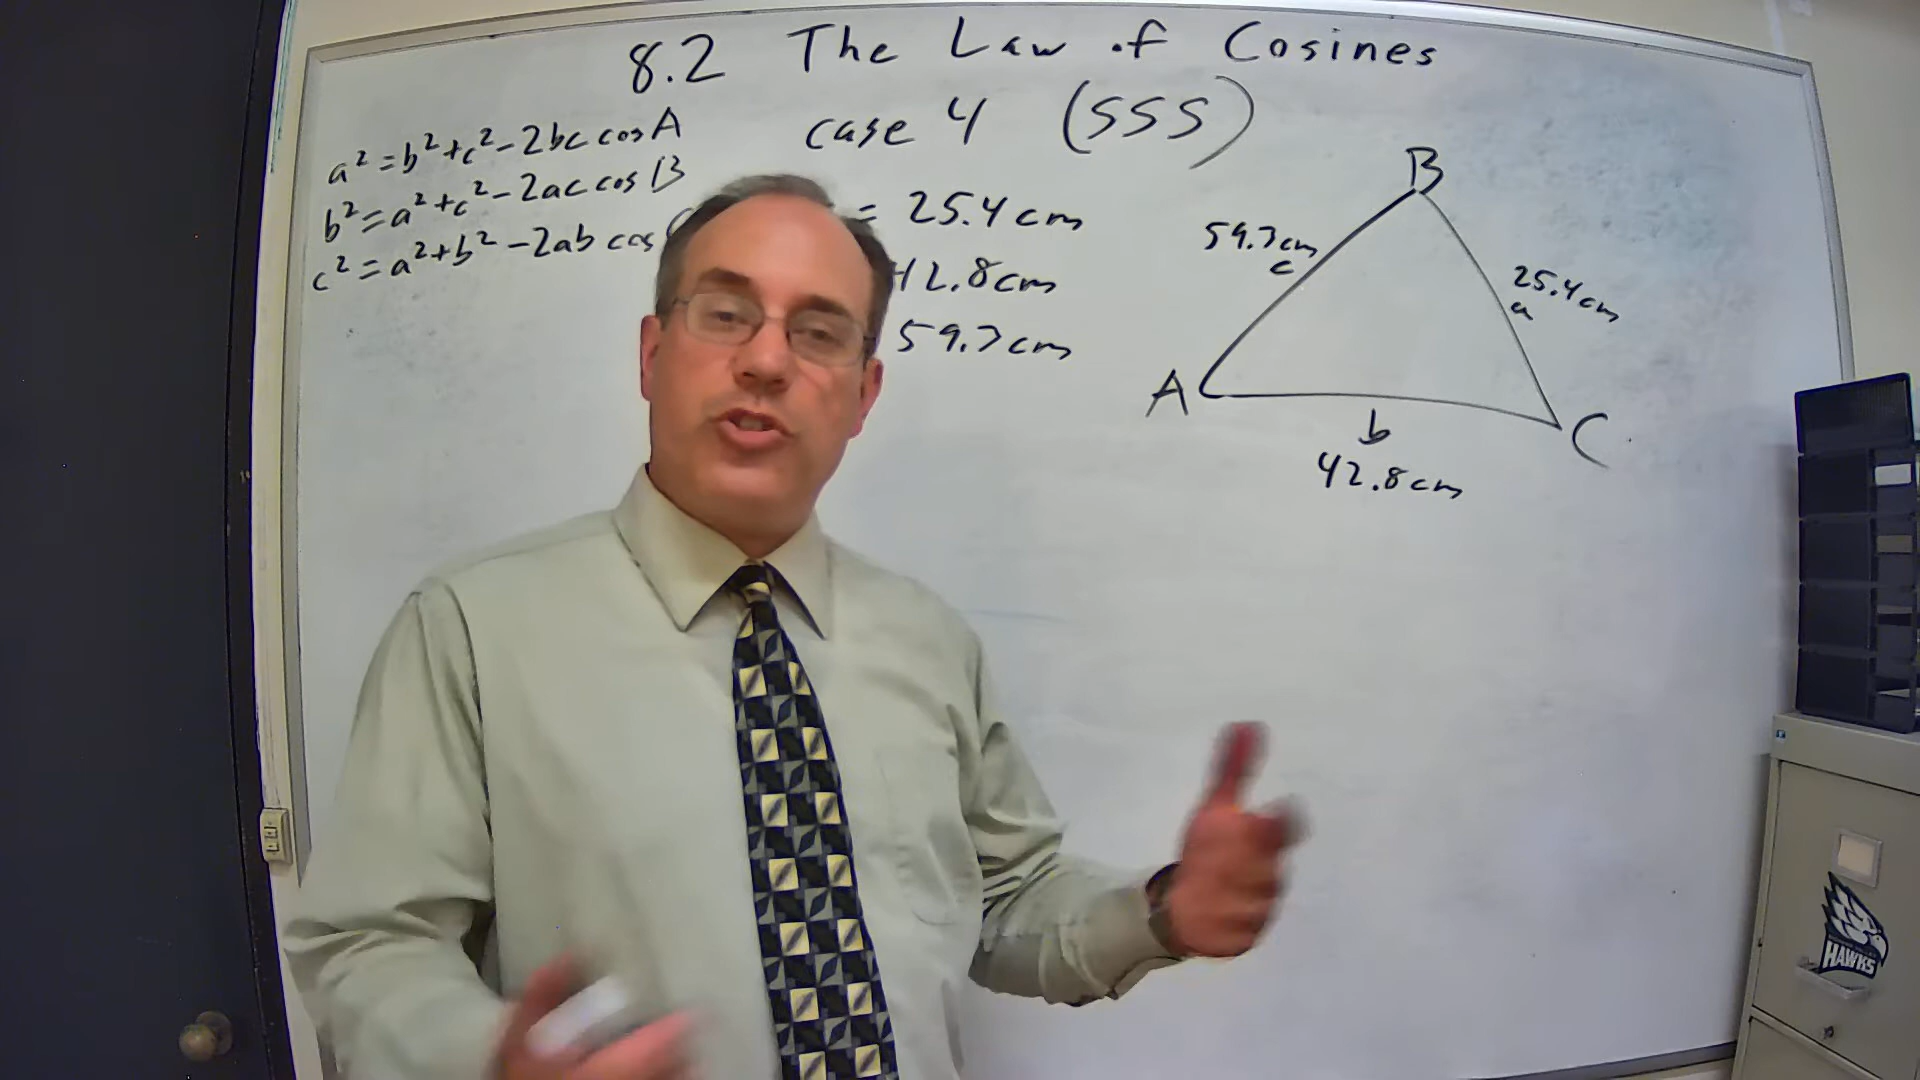 8.2 The Law of Cosines
case 4 (SSS)
a² = b² + c² - 2bc cos A
b² = a² + c² - 2ac cos B
c² = a² + b² - 2ab cos
= 25.4 cm
42.8 cm
59.7 cm
B
59.7 cm
c
25.4 cm
a
A
C
b
42.8 cm
HAWKS